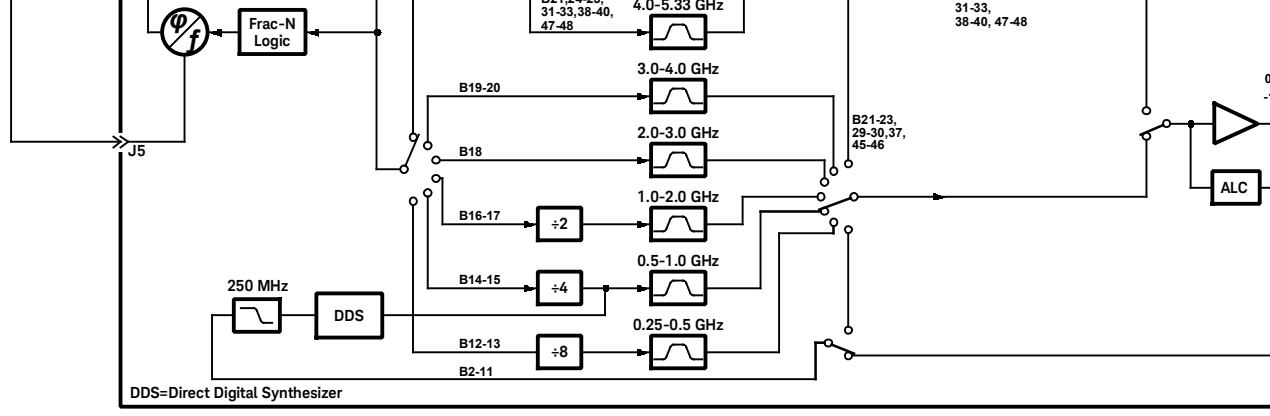 B21,24-25,
31-33,38-40,
47-48
4.0-5.33 GHz
31-33,
38-40, 47-48
φ/f
Frac-N
Logic
3.0-4.0 GHz
B19-20
J5
B18
2.0-3.0 GHz
B21-23,
29-30,37,
45-46
1.0-2.0 GHz
B16-17
÷2
ALC
0.5-1.0 GHz
B14-15
÷4
250 MHz
DDS
0.25-0.5 GHz
B12-13
÷8
B2-11
DDS=Direct Digital Synthesizer